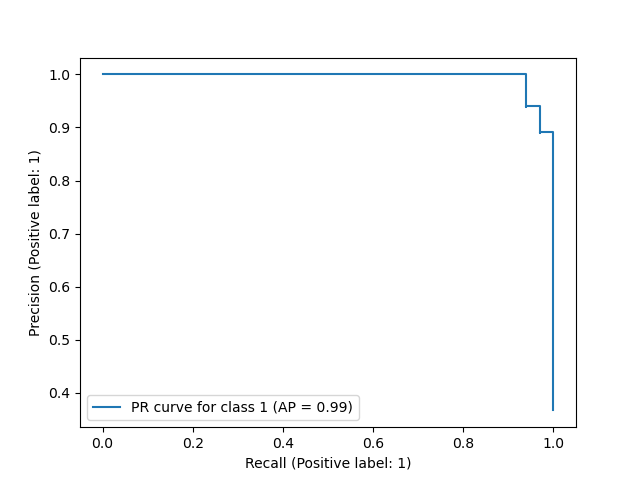 1.0
0.9
0.8
0.7
0.6
0.5
0.4
Precision (Positive label: 1)
PR curve for class 1 (AP = 0.99)
0.0 0.2 0.4 0.6 0.8 1.0
Recall (Positive label: 1)